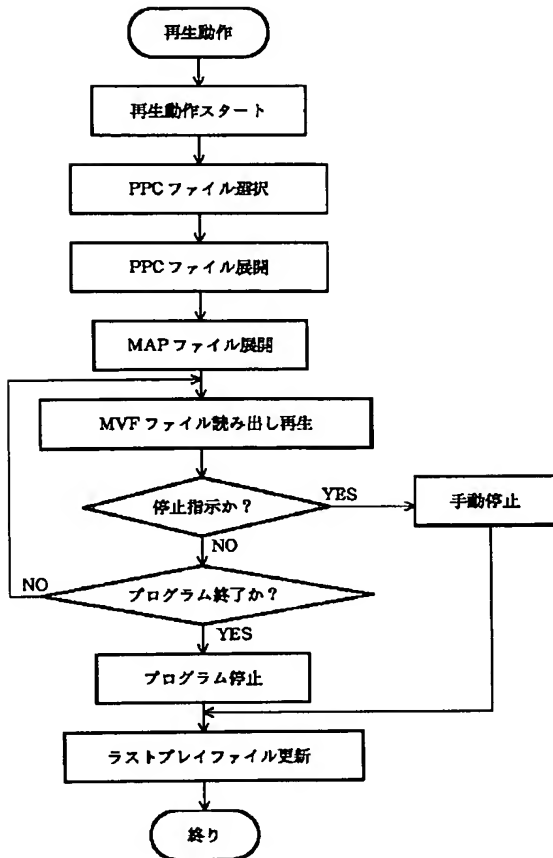 再生動作
再生動作スタート
PPCファイル選択
PPCファイル展開
MAPファイル展開
MVFファイル読み出し再生
停止指示か?
YES
手動停止
NO
プログラム終了か?
NO
YES
プログラム停止
ラストプレイファイル更新
終り